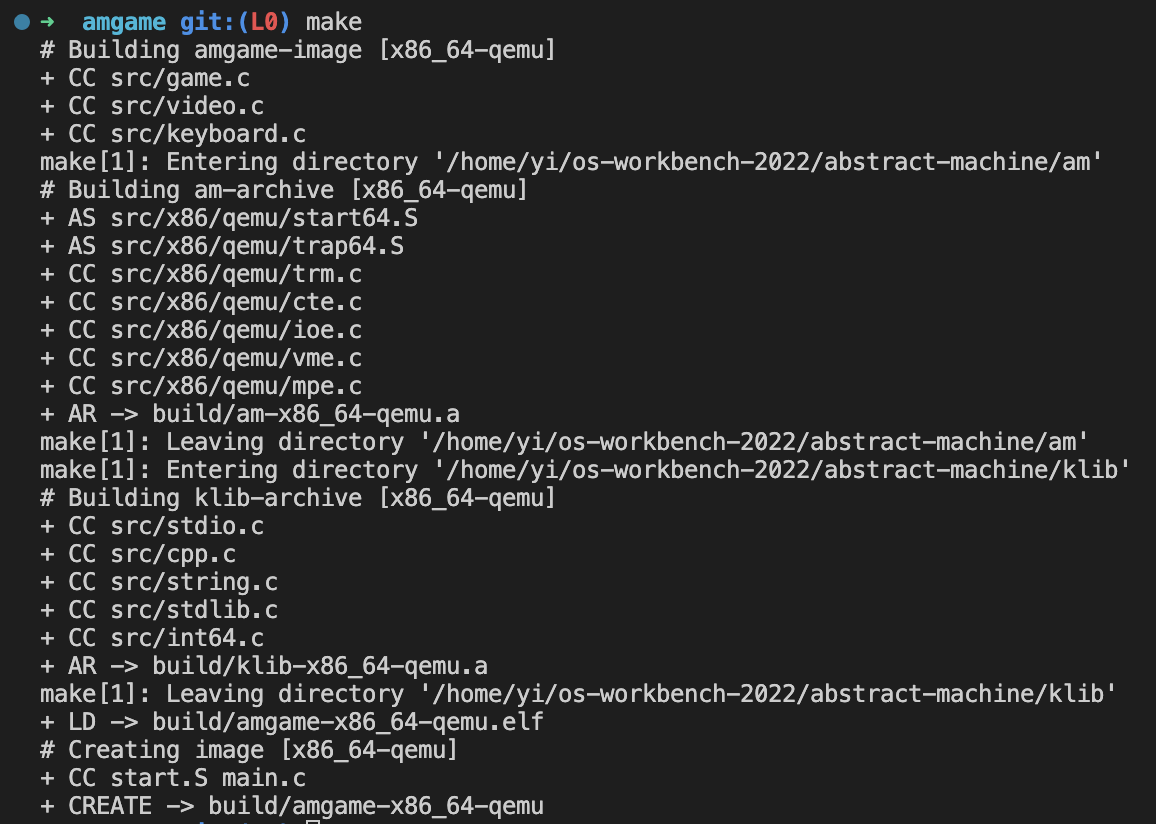 ➜  amgame git:(L0) make
# Building amgame-image [x86_64-qemu]
+ CC src/game.c
+ CC src/video.c
+ CC src/keyboard.c
make[1]: Entering directory '/home/yi/os-workbench-2022/abstract-machine/am'
# Building am-archive [x86_64-qemu]
+ AS src/x86/qemu/start64.S
+ AS src/x86/qemu/trap64.S
+ CC src/x86/qemu/trm.c
+ CC src/x86/qemu/cte.c
+ CC src/x86/qemu/ioe.c
+ CC src/x86/qemu/vme.c
+ CC src/x86/qemu/mpe.c
+ AR -> build/am-x86_64-qemu.a
make[1]: Leaving directory '/home/yi/os-workbench-2022/abstract-machine/am'
make[1]: Entering directory '/home/yi/os-workbench-2022/abstract-machine/klib'
# Building klib-archive [x86_64-qemu]
+ CC src/stdio.c
+ CC src/cpp.c
+ CC src/string.c
+ CC src/stdlib.c
+ CC src/int64.c
+ AR -> build/klib-x86_64-qemu.a
make[1]: Leaving directory '/home/yi/os-workbench-2022/abstract-machine/klib'
+ LD -> build/amgame-x86_64-qemu.elf
# Creating image [x86_64-qemu]
+ CC start.S main.c
+ CREATE -> build/amgame-x86_64-qemu